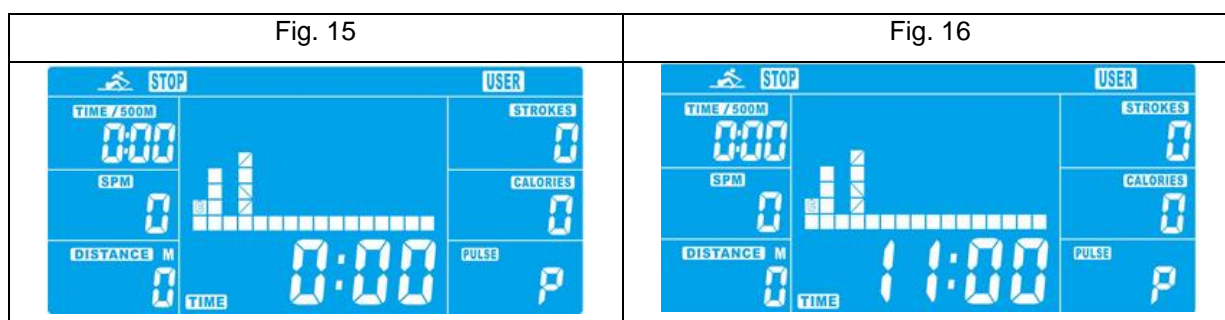 Fig. 15
STOP USER
TIME / 500M
0:00
STROKES
0
SPM
0
CALORIES
0
DISTANCE M
0
TIME
0:00
PULSE
P
Fig. 16
STOP USER
TIME / 500M
0:00
STROKES
0
SPM
0
CALORIES
0
DISTANCE M
0
TIME
11:00
PULSE
P